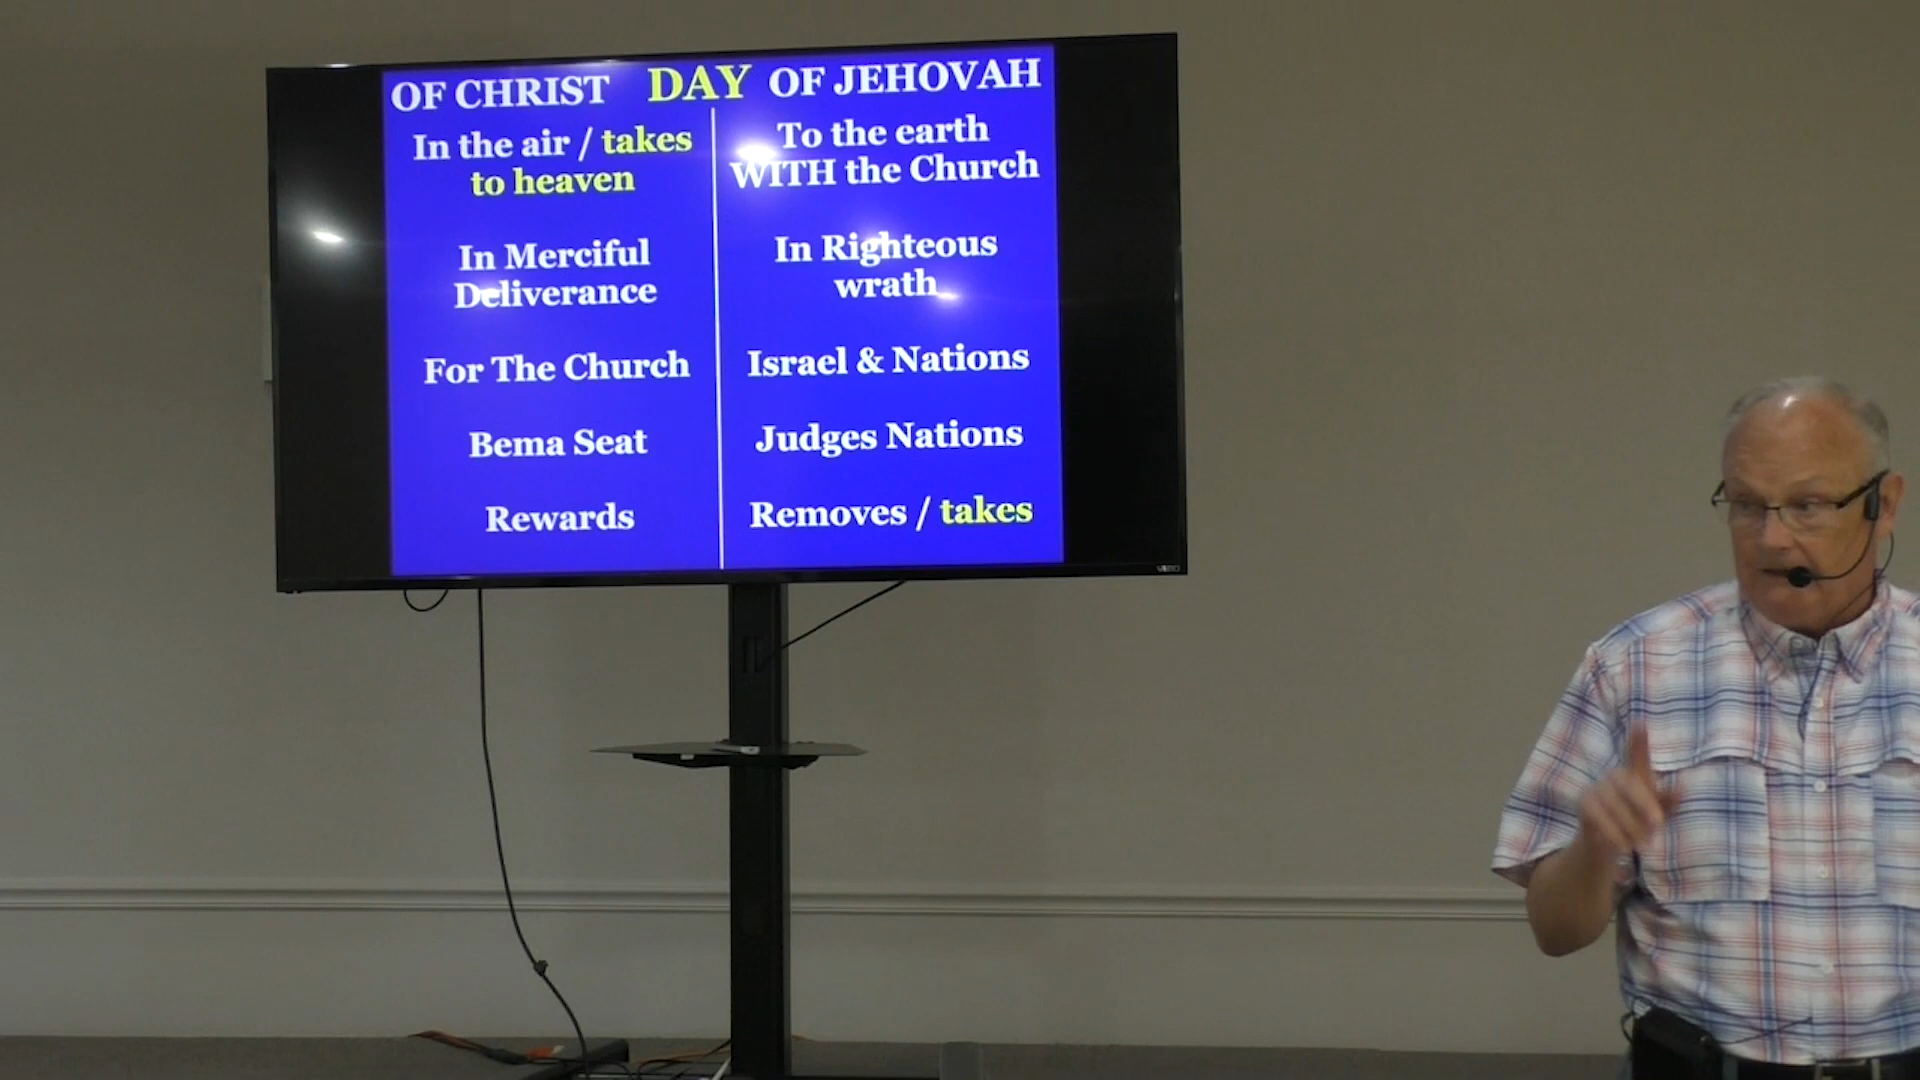 OF CHRIST DAY OF JEHOVAH
In the air / takes
to heaven
To the earth
WITH the Church
In Merciful
Deliverance
In Righteous
wrath
For The Church
Israel & Nations
Bema Seat
Judges Nations
Rewards
Removes / takes
VIZIO